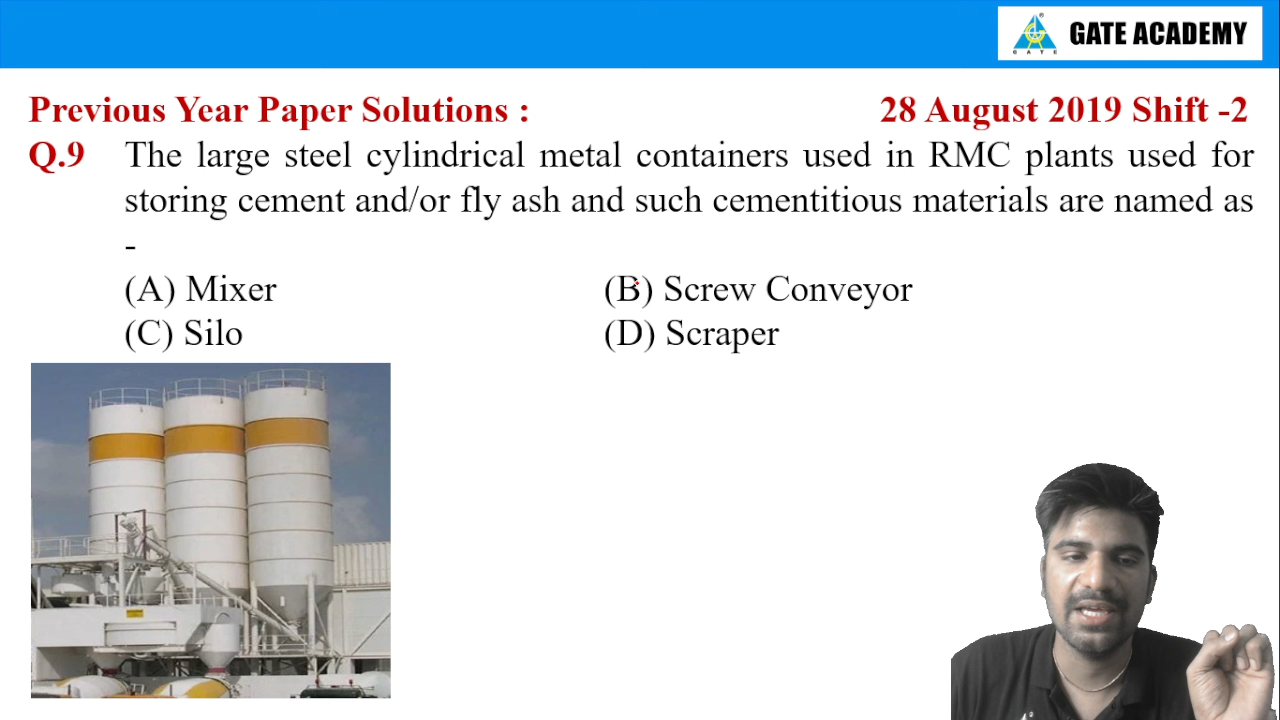 GATE ACADEMY
GATE
Previous Year Paper Solutions :
28 August 2019 Shift -2
Q.9 The large steel cylindrical metal containers used in RMC plants used for
storing cement and/or fly ash and such cementitious materials are named as
-
(A) Mixer
(B) Screw Conveyor
(C) Silo
(D) Scraper